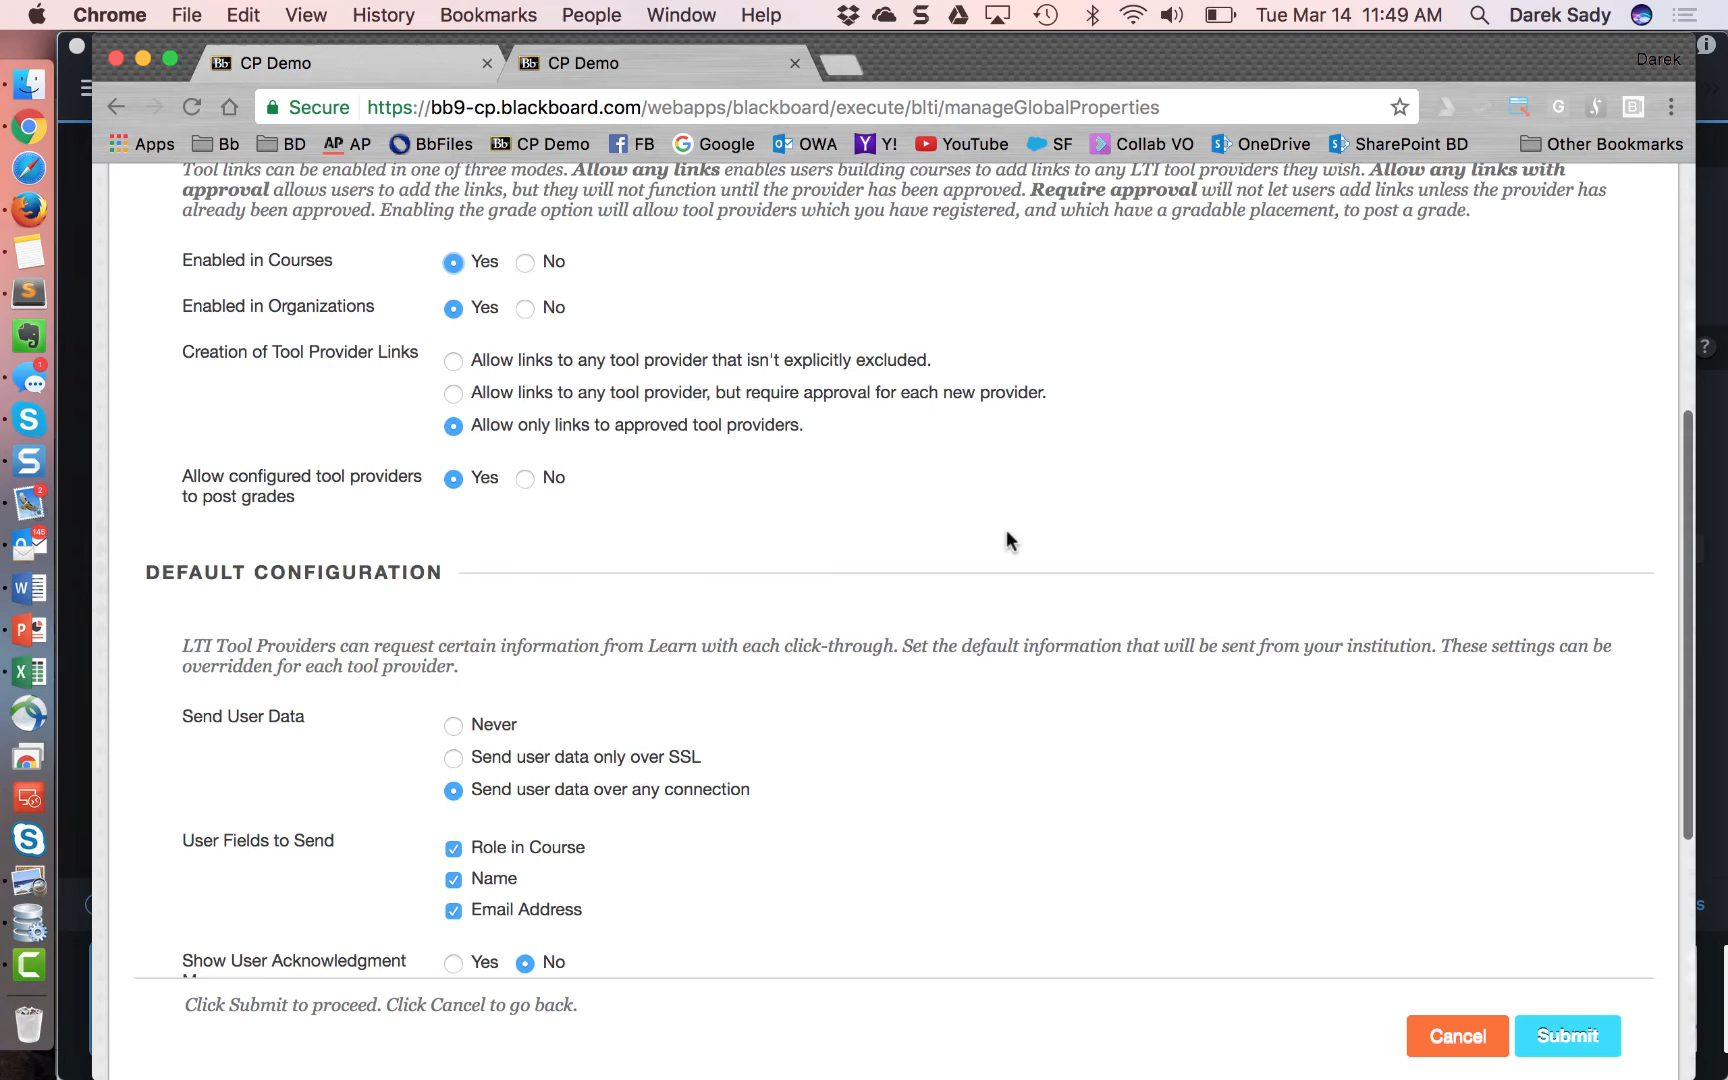 Chrome File Edit View History Bookmarks People Window Help Tue Mar 14 11:49 AM Darek Sady
CP Demo CP Demo Darek
Secure https://bb9-cp.blackboard.com/webapps/blackboard/execute/blti/manageGlobalProperties
Apps Bb BD AP AP BbFiles Bb CP Demo FB Google OWA Y! YouTube SF Collab VO OneDrive SharePoint BD Other Bookmarks
Tool links can be enabled in one of three modes. Allow any links enables users building courses to add links to any LTI tool providers they wish. Allow any links with
approval allows users to add the links, but they will not function until the provider has been approved. Require approval will not let users add links unless the provider has
already been approved. Enabling the grade option will allow tool providers which you have registered, and which have a gradable placement, to post a grade.
Enabled in Courses Yes No
Enabled in Organizations Yes No
Creation of Tool Provider Links Allow links to any tool provider that isn't explicitly excluded.
Allow links to any tool provider, but require approval for each new provider.
Allow only links to approved tool providers.
Allow configured tool providers Yes No
to post grades
DEFAULT CONFIGURATION
LTI Tool Providers can request certain information from Learn with each click-through. Set the default information that will be sent from your institution. These settings can be
overridden for each tool provider.
Send User Data Never
Send user data only over SSL
Send user data over any connection
User Fields to Send Role in Course
Name
Email Address
Show User Acknowledgment Yes No
Click Submit to proceed. Click Cancel to go back.
Cancel Submit